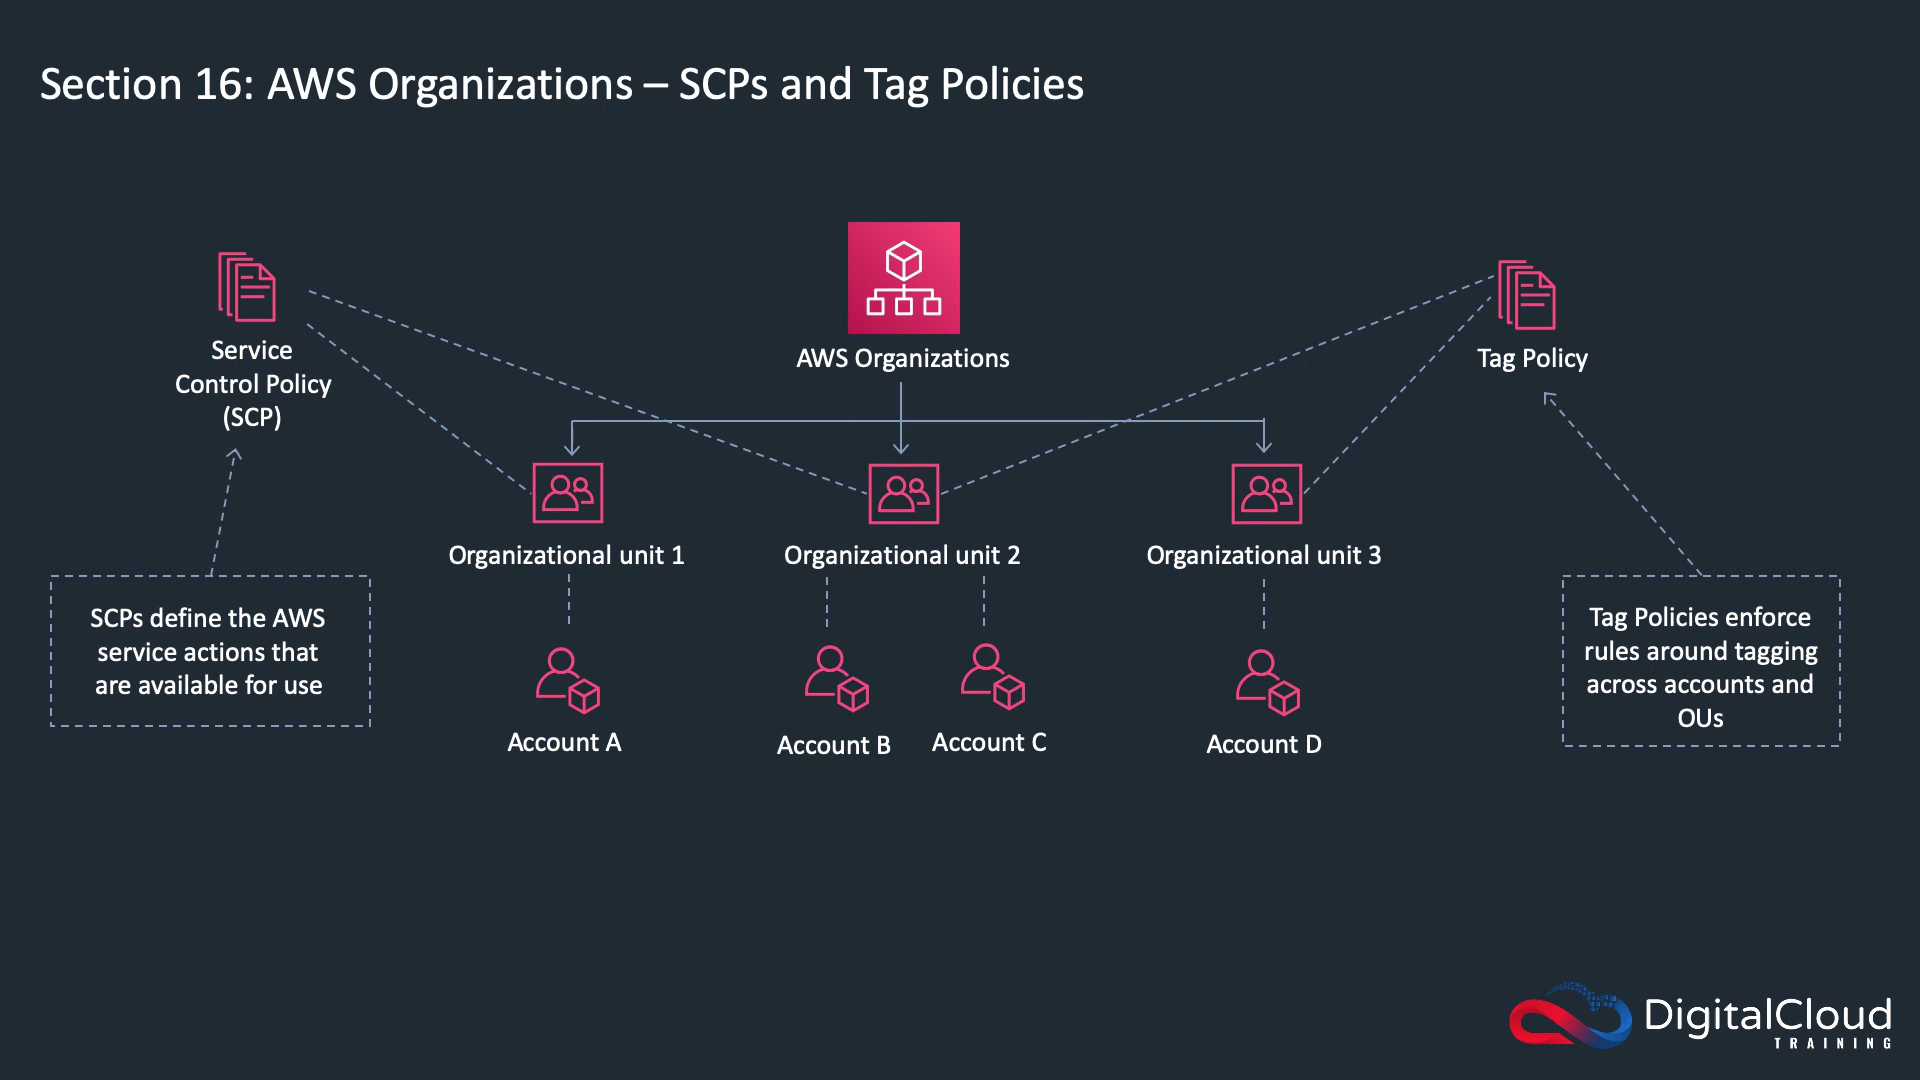 Section 16: AWS Organizations – SCPs and Tag Policies
Service
Control Policy
(SCP)
AWS Organizations
Tag Policy
Organizational unit 1
Organizational unit 2
Organizational unit 3
SCPs define the AWS
service actions that
are available for use
Tag Policies enforce
rules around tagging
across accounts and
OUs
Account A
Account B
Account C
Account D
DigitalCloud
TRAINING